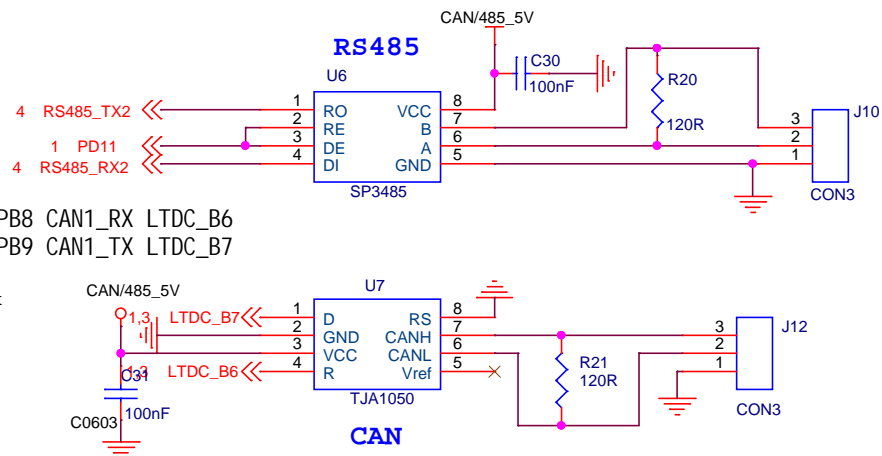 CAN/485_5V
RS485
C30
100nF
U6
R20
120R
J10
4 RS485_TX2
1 PD11
4 RS485_RX2
1 RO VCC 8
2 RE B 7
3 DE A 6
4 DI GND 5
SP3485
3
2
1
CON3
PB8 CAN1_RX LTDC_B6
PB9 CAN1_TX LTDC_B7
CAN/485_5V
U7
J12
1,3 LTDC_B7
1,3 LTDC_B6
1 D RS 8
2 GND CANH 7
3 VCC CANL 6
4 R Vref 5
TJA1050
C31
100nF
C0603
R21
120R
3
2
1
CON3
CAN